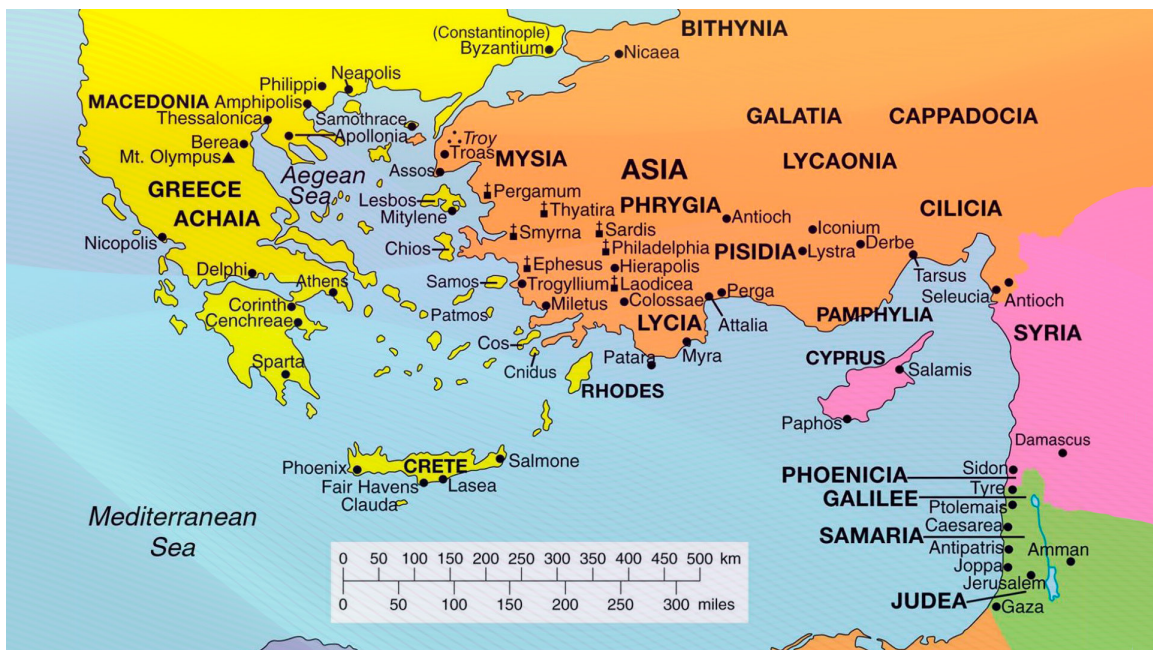 (Constantinople)
Byzantium
BITHYNIA
Nicaea
Neapolis
Philippi
MACEDONIA
Amphipolis
Thessalonica
Samothrace
Apollonia
GALATIA
CAPPADOCIA
Berea
Mt. Olympus
Troy
Troas
MYSIA
ASIA
LYCAONIA
Assos
Aegean
Sea
GREECE
ACHAIA
Lesbos
Mitylene
Pergamum
Thyatira
PHRYGIA
Antioch
CILICIA
Nicopolis
Chios
Smyrna
Sardis
Philadelphia
PISIDIA
Iconium
Lystra
Derbe
Delphi
Athens
Samos
Ephesus
Hierapolis
Trogyllium
Laodicea
Tarsus
Seleucia
Antioch
Corinth
Cenchreae
Patmos
Miletus
Colossae
Perga
Attalia
LYCIA
PAMPHYLIA
SYRIA
Sparta
Cos
Cnidus
Patara
Myra
RHODES
CYPRUS
Salamis
Paphos
Phoenix
CRETE
Salmone
Fair Havens
Lasea
Clauda
Damascus
PHOENICIA
Sidon
GALILEE
Tyre
Ptolemais
SAMARIA
Caesarea
Antipatris
Amman
Joppa
Jerusalem
JUDEA
Gaza
Mediterranean
Sea
0 50 100 150 200 250 300 350 400 450 500 km
0 50 100 150 200 250 300 miles